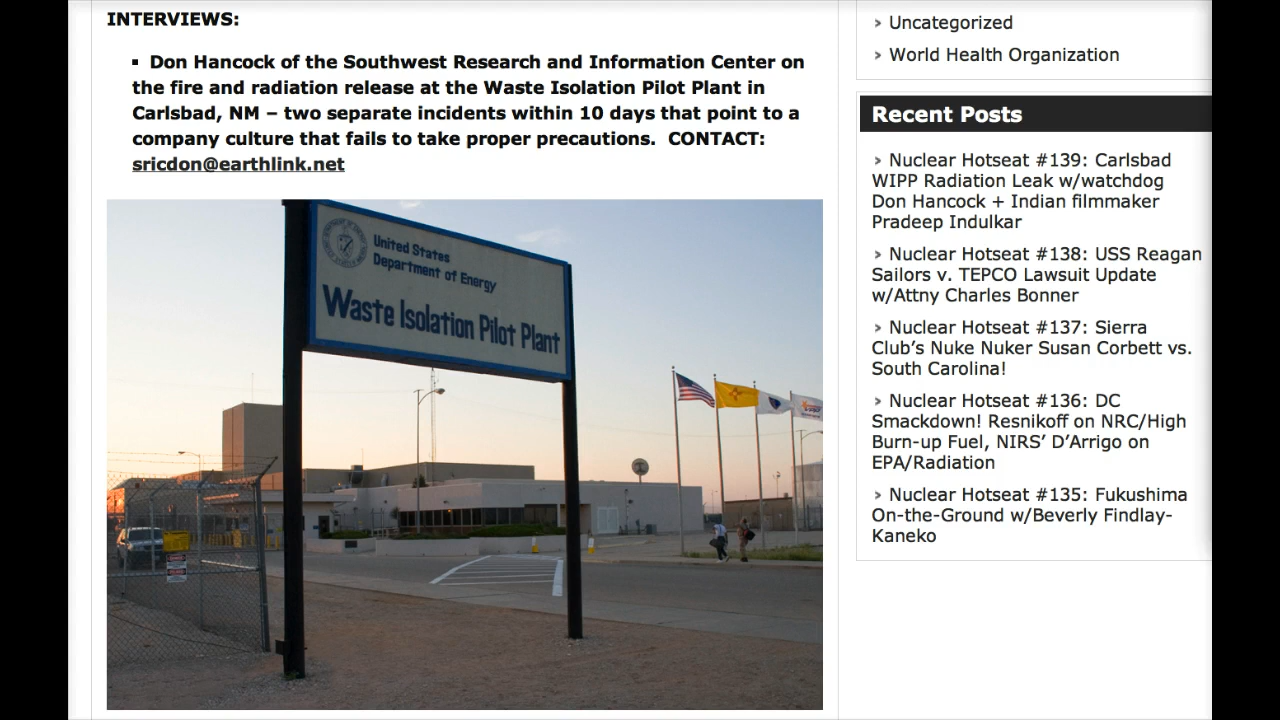 INTERVIEWS:
▪ Don Hancock of the Southwest Research and Information Center on
the fire and radiation release at the Waste Isolation Pilot Plant in
Carlsbad, NM – two separate incidents within 10 days that point to a
company culture that fails to take proper precautions.  CONTACT:
sricdon@earthlink.net
United States
Department of Energy
Waste Isolation Pilot Plant
> Uncategorized
> World Health Organization
Recent Posts
> Nuclear Hotseat #139: Carlsbad
WIPP Radiation Leak w/watchdog
Don Hancock + Indian filmmaker
Pradeep Indulkar
> Nuclear Hotseat #138: USS Reagan
Sailors v. TEPCO Lawsuit Update
w/Attny Charles Bonner
> Nuclear Hotseat #137: Sierra
Club’s Nuke Nuker Susan Corbett vs.
South Carolina!
> Nuclear Hotseat #136: DC
Smackdown! Resnikoff on NRC/High
Burn-up Fuel, NIRS’ D’Arrigo on
EPA/Radiation
> Nuclear Hotseat #135: Fukushima
On-the-Ground w/Beverly Findlay-
Kaneko